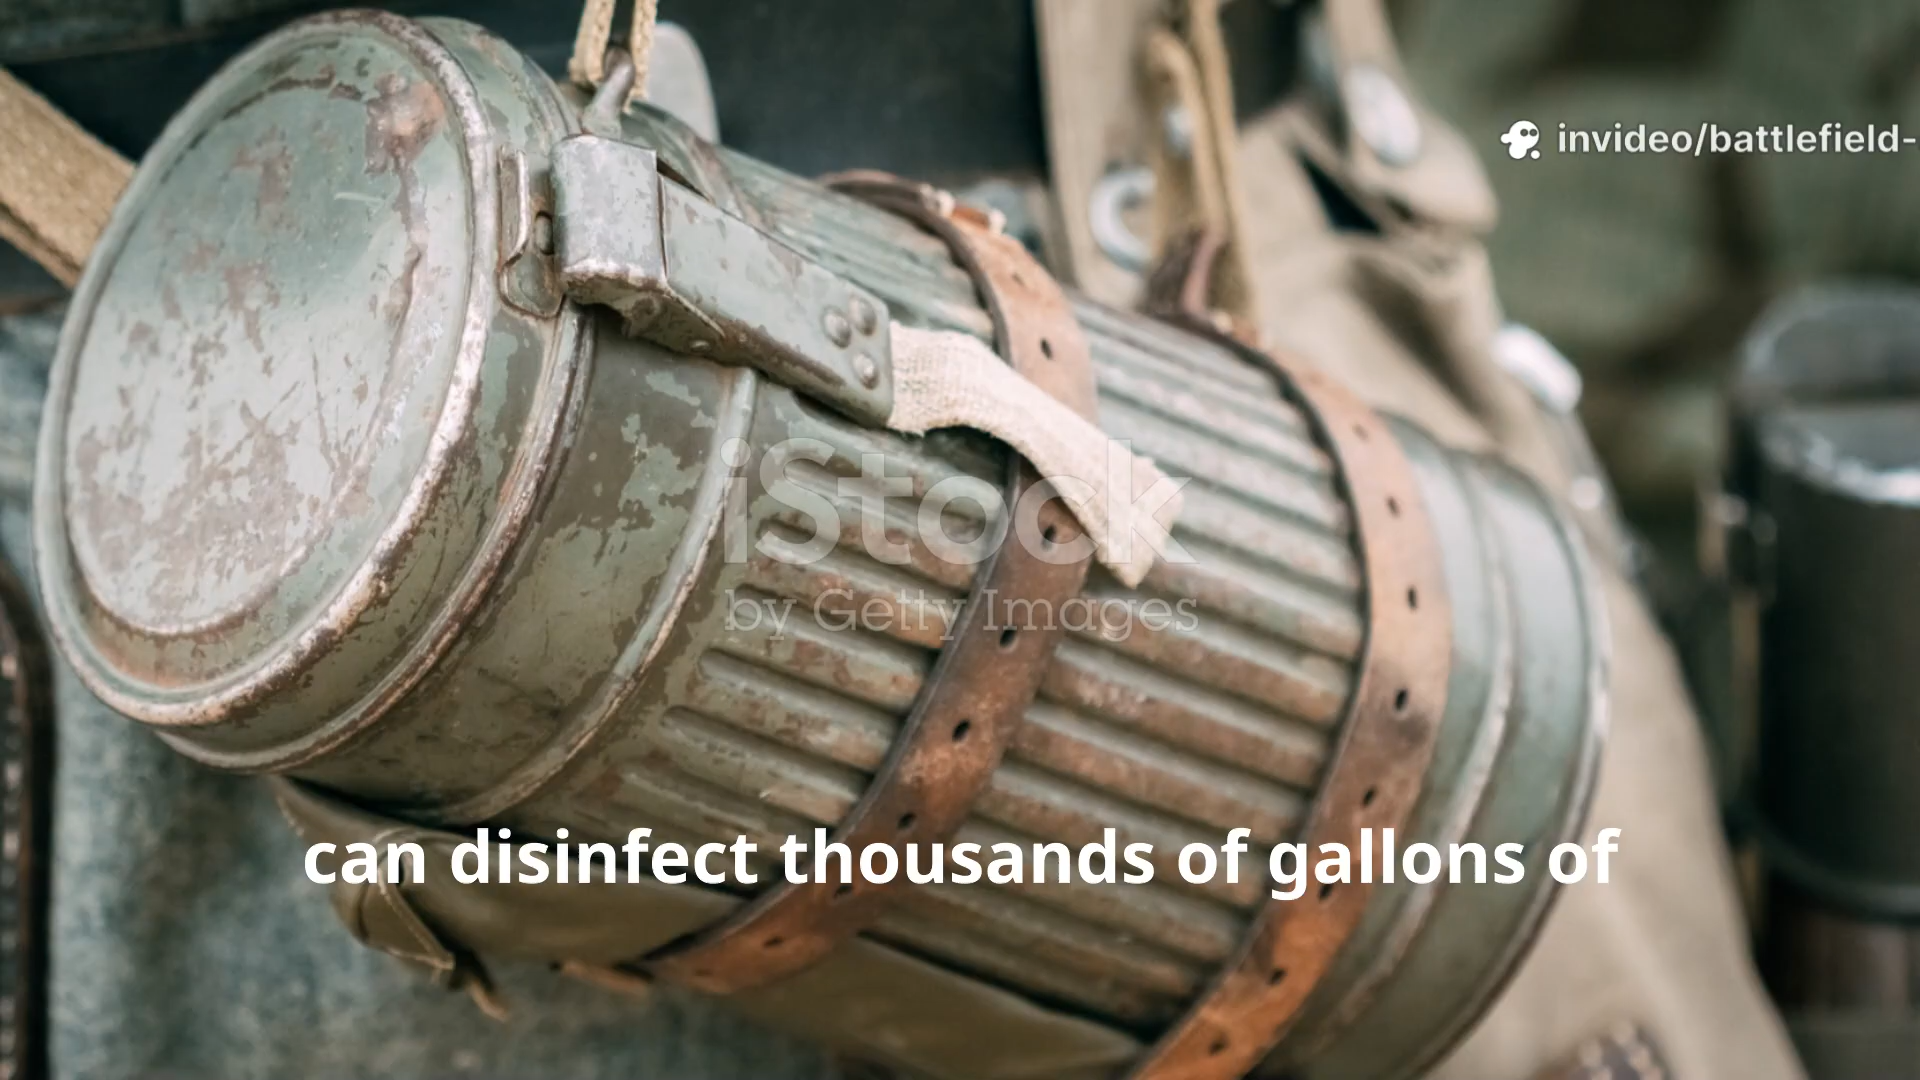 invideo/battlefield-
iStock
by Getty Images
can disinfect thousands of gallons of